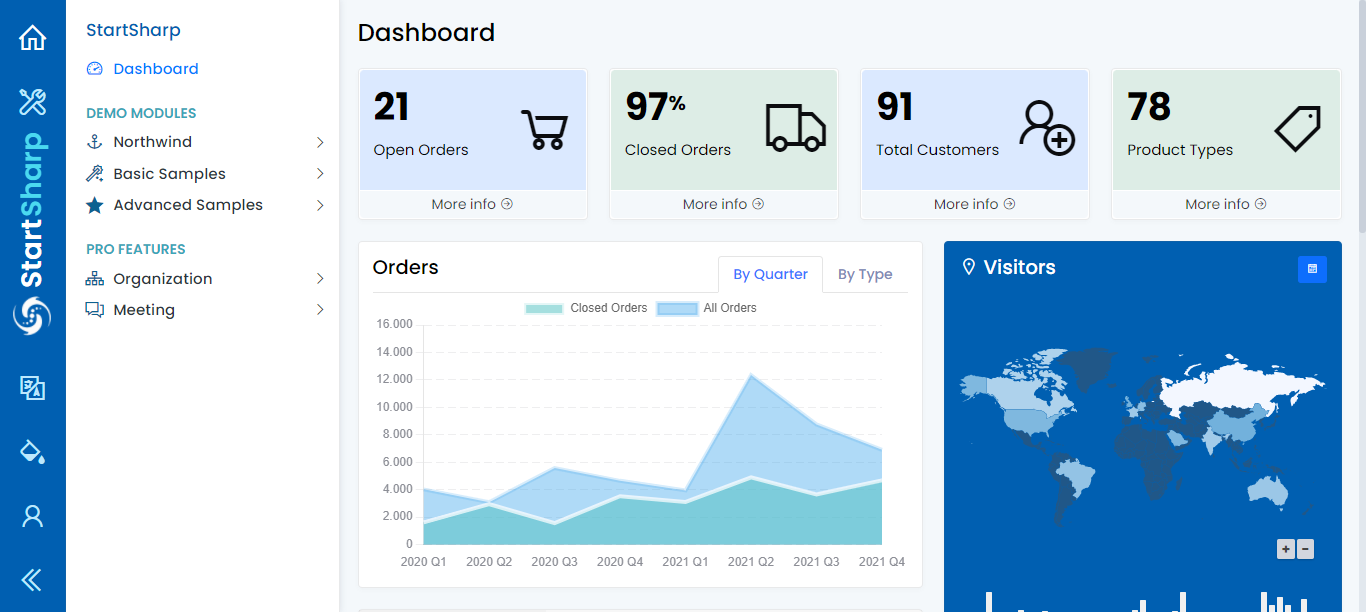 StartSharp
StartSharp
Dashboard
DEMO MODULES
Northwind
Basic Samples
Advanced Samples
PRO FEATURES
Organization
Meeting
Dashboard
21
Open Orders
More info
97%
Closed Orders
More info
91
Total Customers
More info
78
Product Types
More info
Orders
By Quarter
By Type
Closed Orders
All Orders
16.000
14.000
12.000
10.000
8.000
6.000
4.000
2.000
0
2020 Q1
2020 Q2
2020 Q3
2020 Q4
2021 Q1
2021 Q2
2021 Q3
2021 Q4
Visitors
+
−